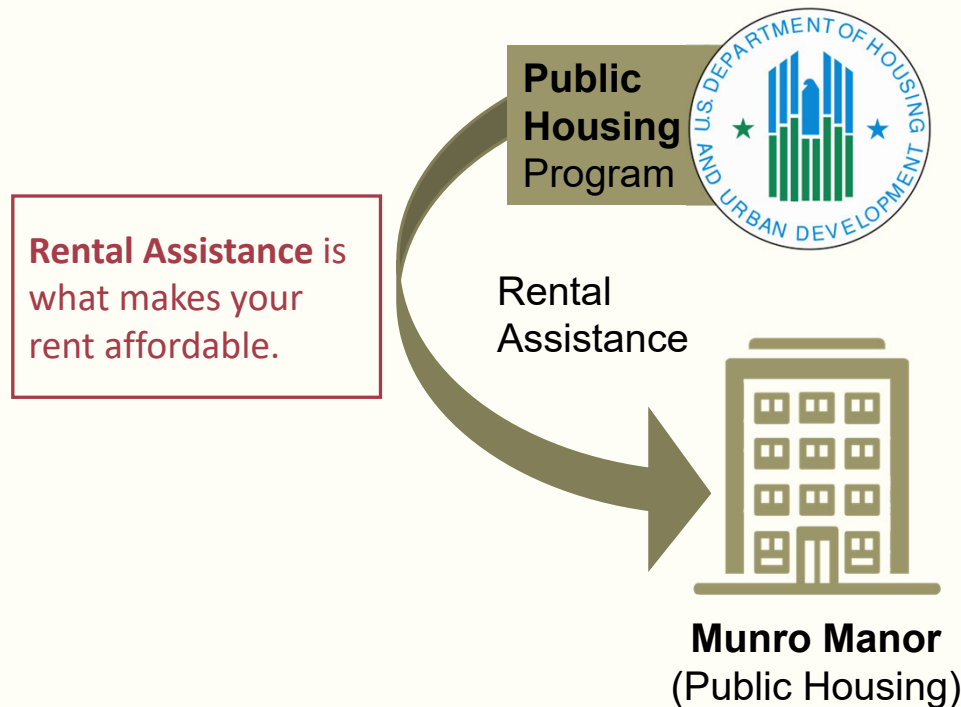 Public
Housing
Program
U.S. DEPARTMENT OF HOUSING
AND URBAN DEVELOPMENT
Rental Assistance is
what makes your
rent affordable.
Rental
Assistance
Munro Manor
(Public Housing)